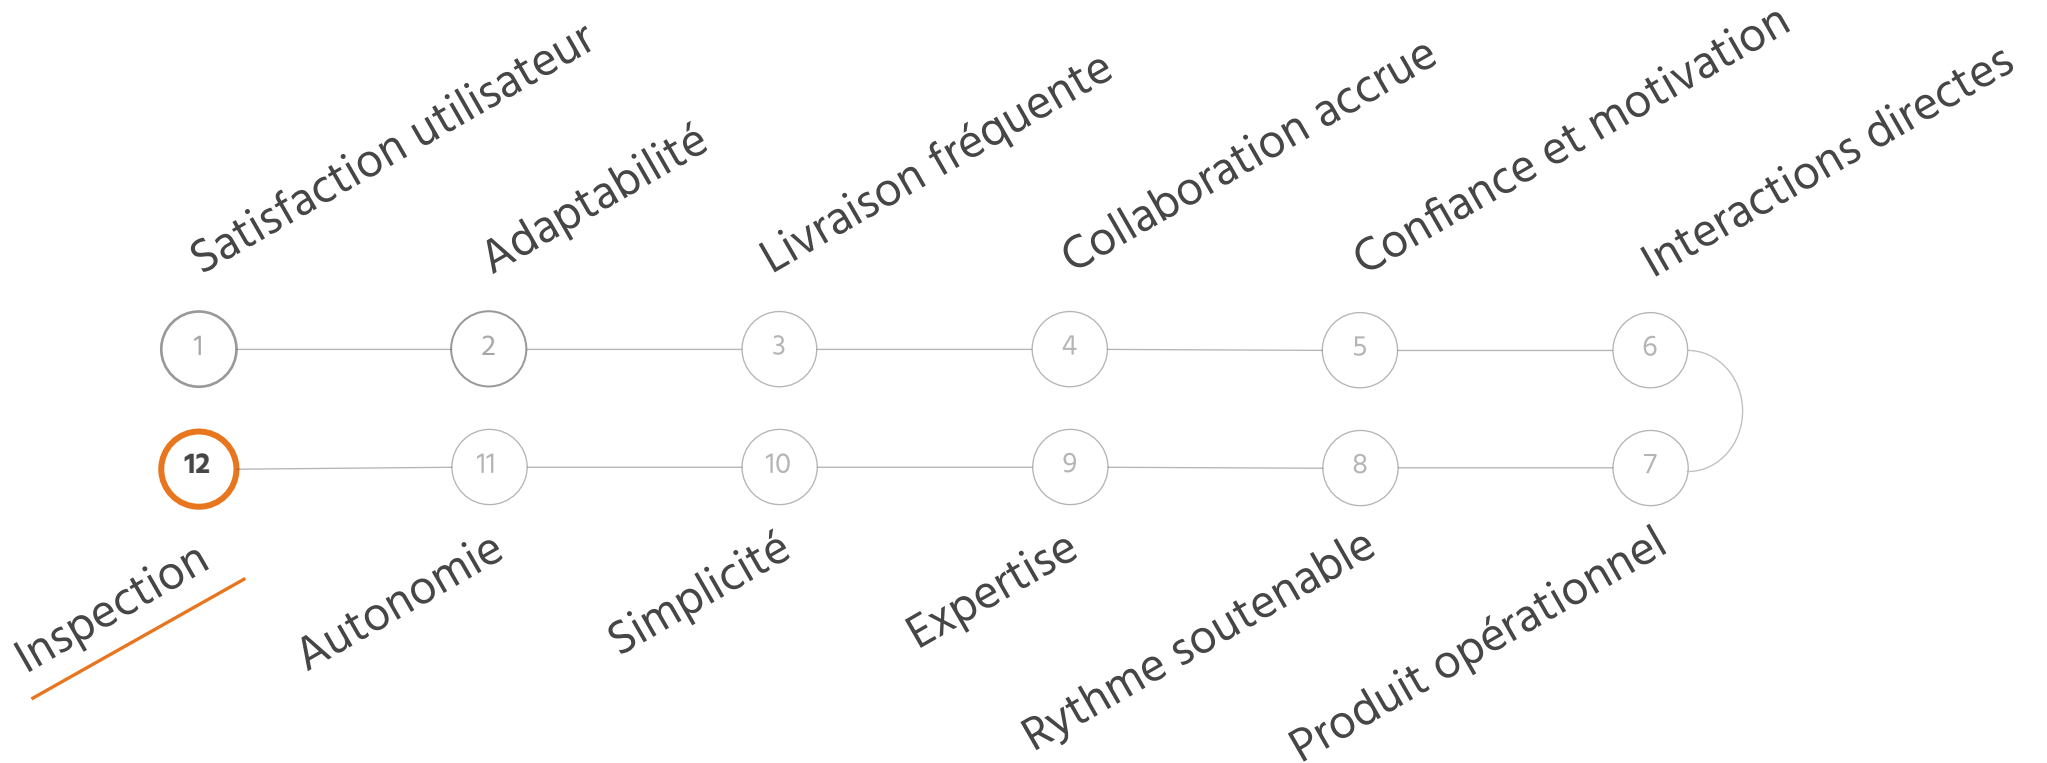 Satisfaction utilisateur
Adaptabilité
Livraison fréquente
Collaboration accrue
Confiance et motivation
Interactions directes
1
2
3
4
5
6
12
11
10
9
8
7
Inspection
Autonomie
Simplicité
Expertise
Rythme soutenable
Produit opérationnel